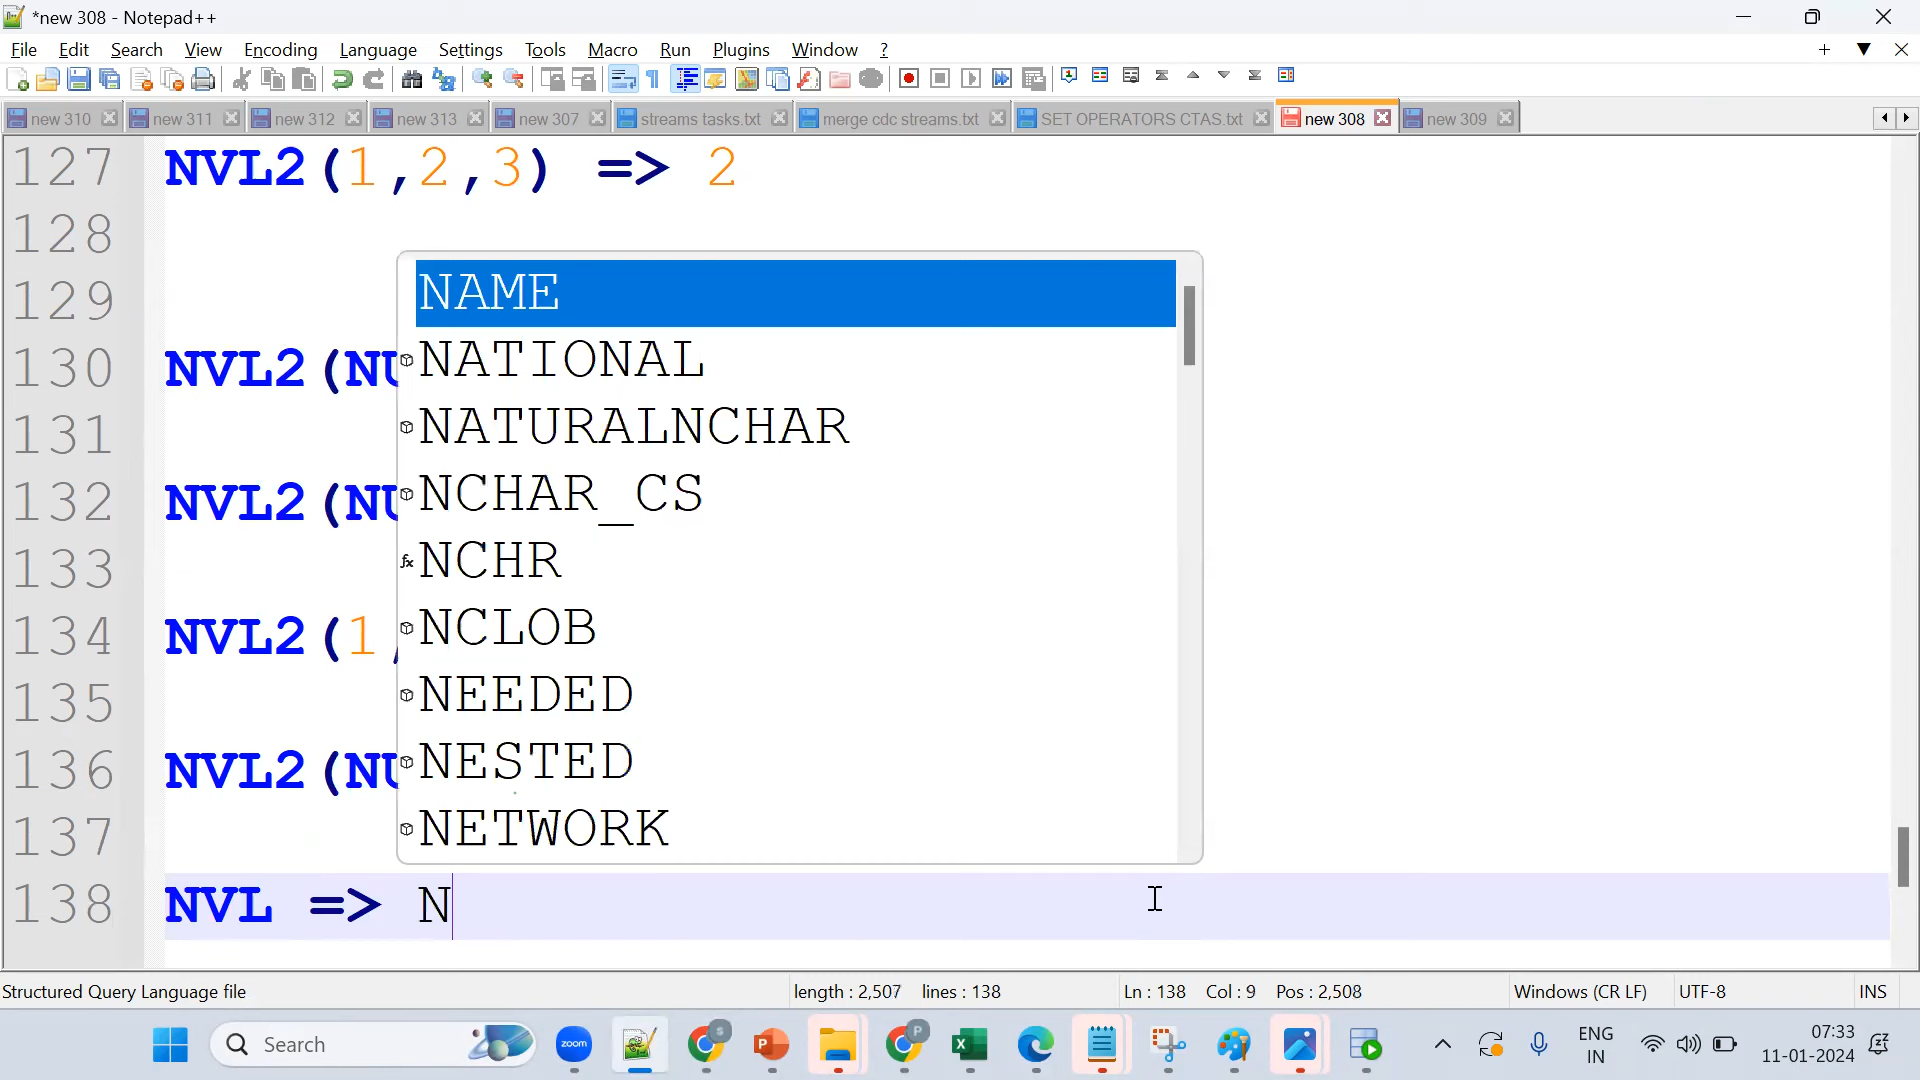 *new 308 - Notepad++
File Edit Search View Encoding Language Settings Tools Macro Run Plugins Window ?
new 310 new 311 new 312 new 313 new 307 streams tasks.txt merge cdc streams.txt SET OPERATORS CTAS.txt new 308 new 309
127 NVL2(1,2,3) => 2
128
129
130 NVL2(NU
131
132 NVL2(NU
133
134 NVL2(1,
135
136 NVL2(NU
137
138 NVL => N
NAME
NATIONAL
NATURALNCHAR
NCHAR_CS
NCHR
NCLOB
NEEDED
NESTED
NETWORK
Structured Query Language file length : 2,507 lines : 138 Ln : 138 Col : 9 Pos : 2,508 Windows (CR LF) UTF-8 INS
Search zoom ENG IN 07:33 11-01-2024